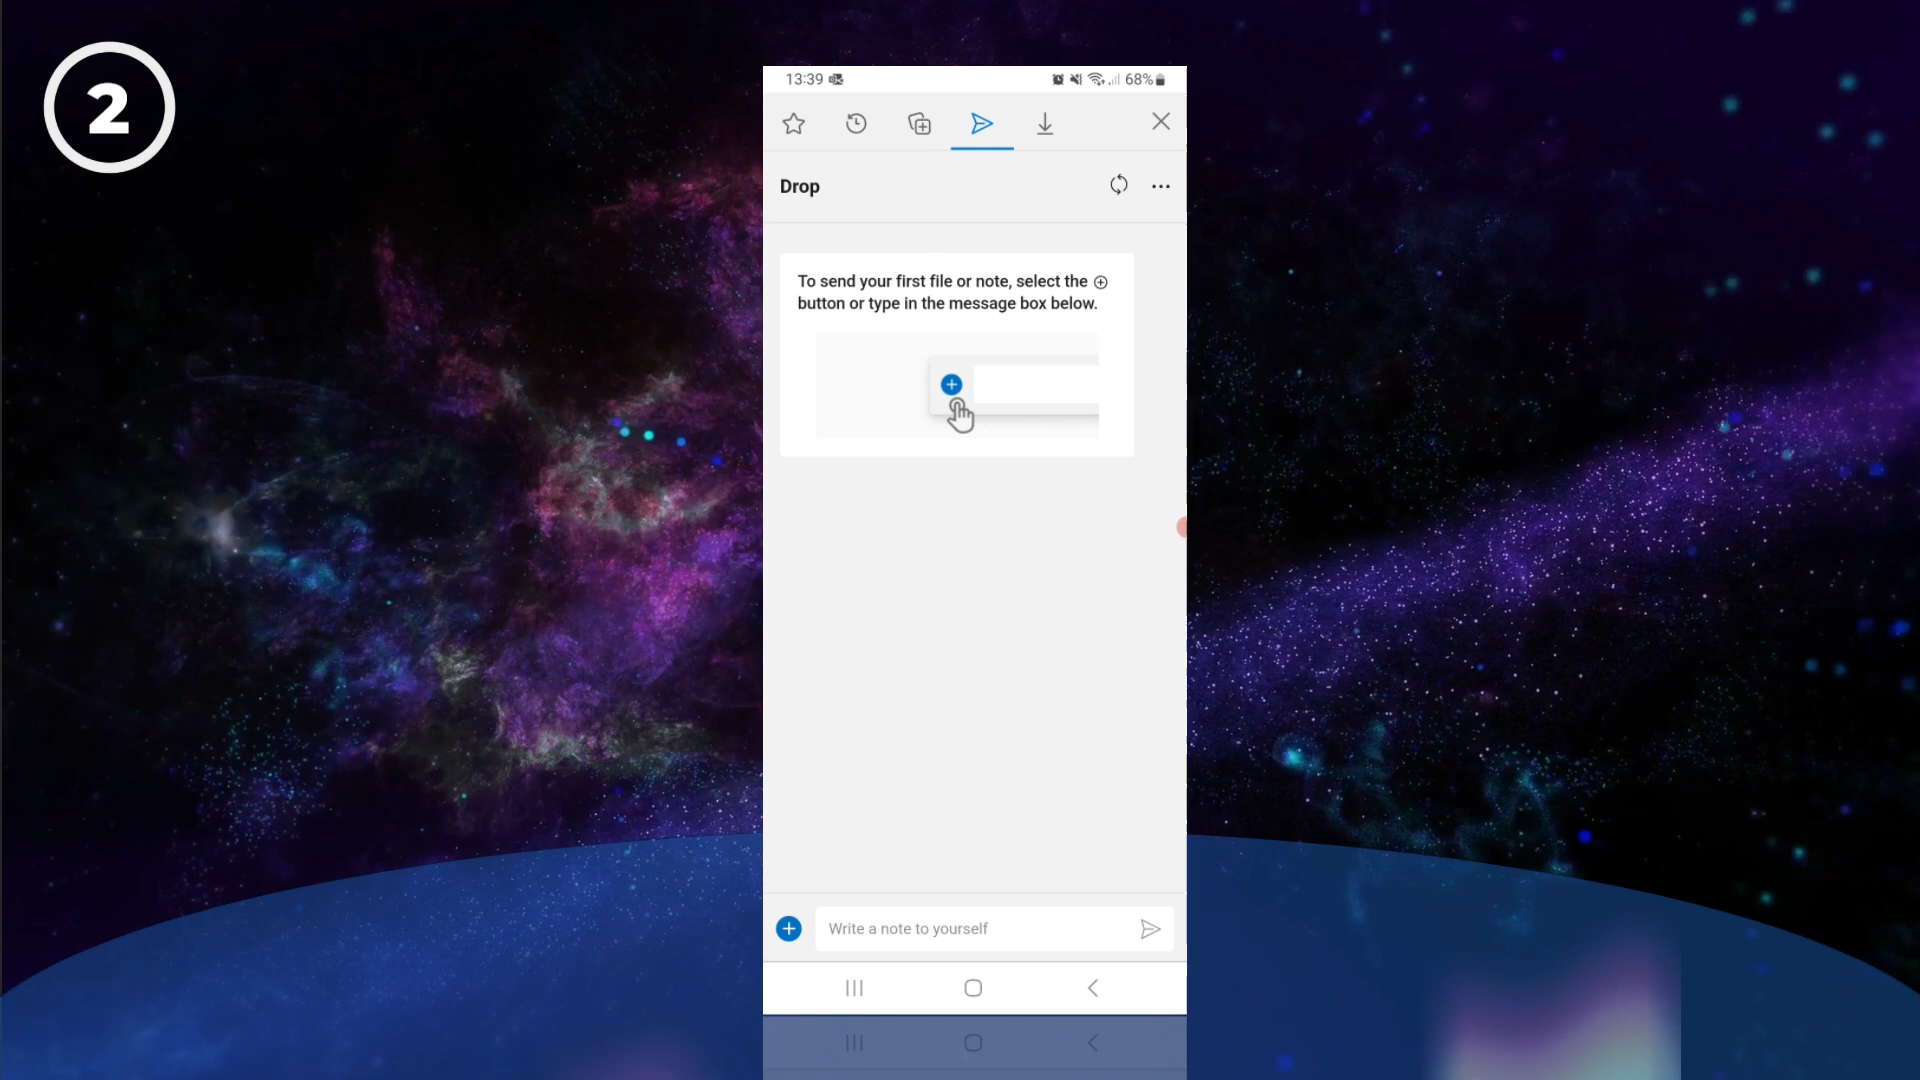 2
13:39
68%
Drop
To send your first file or note, select the
button or type in the message box below.
Write a note to yourself